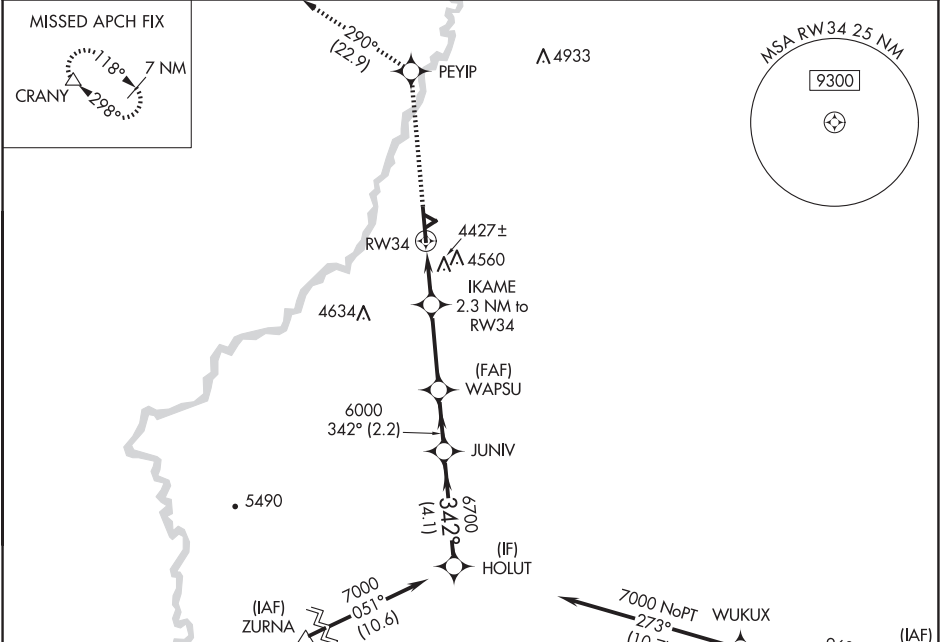 MISSED APCH FIX
118°
7 NM
CRANY
298°
290°
(22.9)
PEYIP
4933
MSA RW34 25 NM
9300
RW34
4427±
4560
4634
IKAME
2.3 NM to
RW34
(FAF)
WAPSU
6000
342° (2.2)
JUNIV
5490
6700
342°
(4.1)
(IF)
HOLUT
7000
051°
(10.6)
(IAF)
ZURNA
7000 NoPT
273°
WUKUX
(IAF)